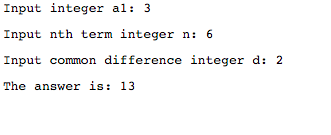 Input integer a1: 3
Input nth term integer n: 6
Input common difference integer d: 2
The answer is: 13